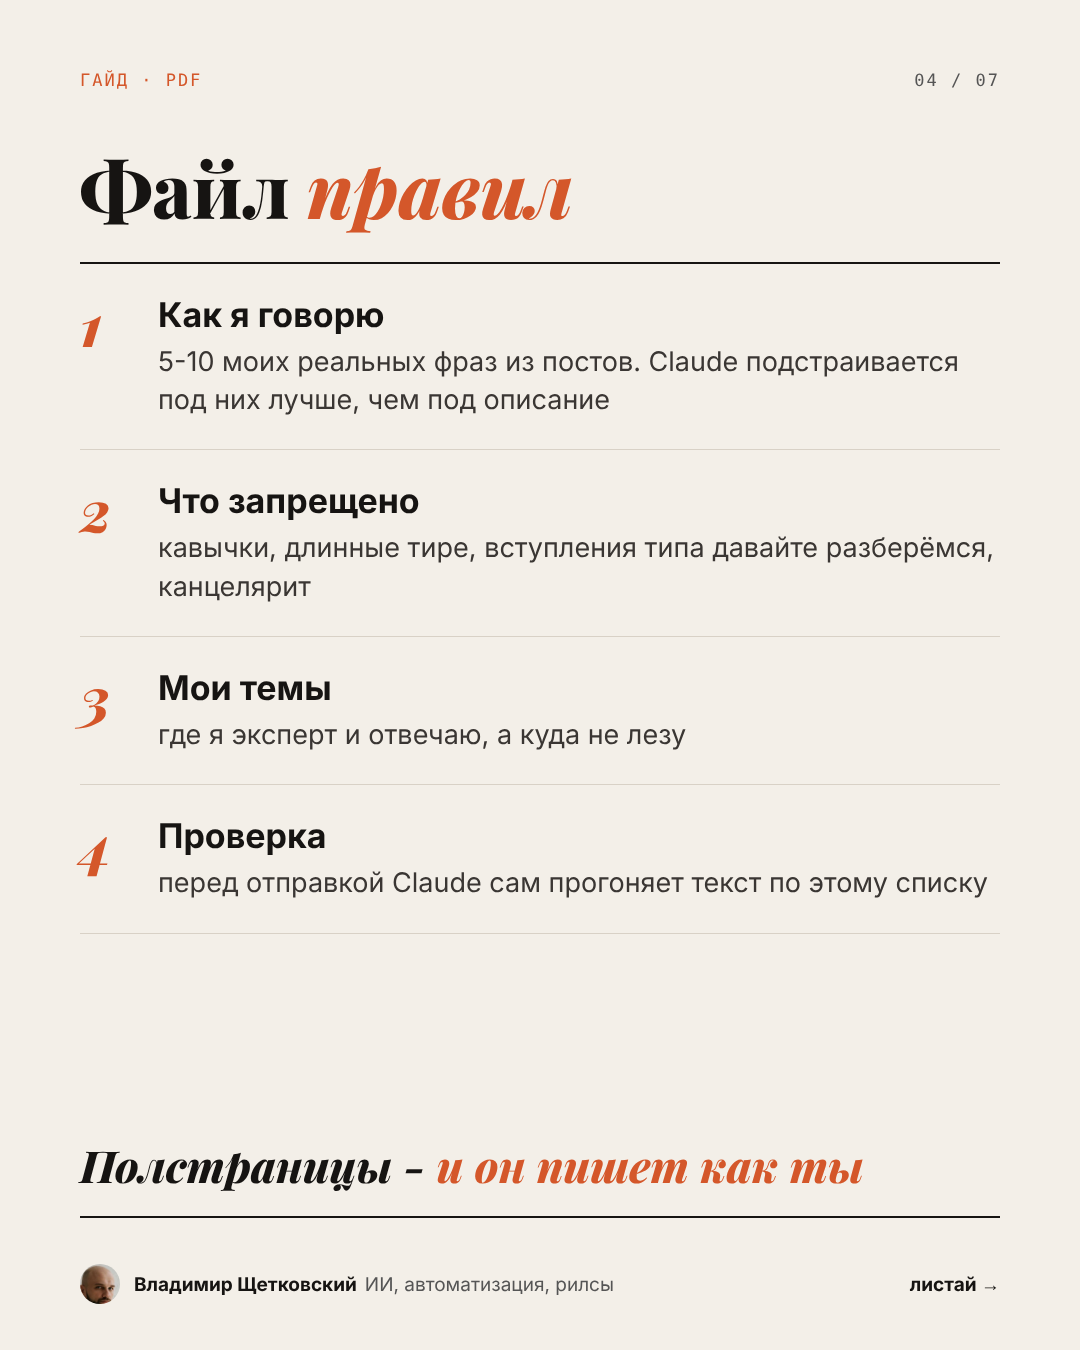 ГАЙД · PDF
04 / 07
Файл правил
1
Как я говорю
5-10 моих реальных фраз из постов. Claude подстраивается
под них лучше, чем под описание
2
Что запрещено
кавычки, длинные тире, вступления типа давайте разберёмся,
канцелярит
3
Мои темы
где я эксперт и отвечаю, а куда не лезу
4
Проверка
перед отправкой Claude сам прогоняет текст по этому списку
Полстраницы - и он пишет как ты
Владимир Щетковский ИИ, автоматизация, рилсы
листай →